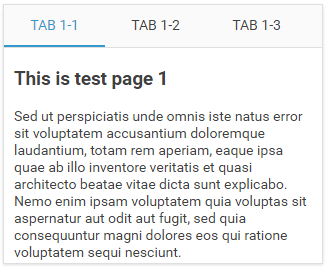 TAB 1-1 TAB 1-2 TAB 1-3
This is test page 1
Sed ut perspiciatis unde omnis iste natus error
sit voluptatem accusantium doloremque
laudantium, totam rem aperiam, eaque ipsa
quae ab illo inventore veritatis et quasi
architecto beatae vitae dicta sunt explicabo.
Nemo enim ipsam voluptatem quia voluptas sit
aspernatur aut odit aut fugit, sed quia
consequuntur magni dolores eos qui ratione
voluptatem sequi nesciunt.